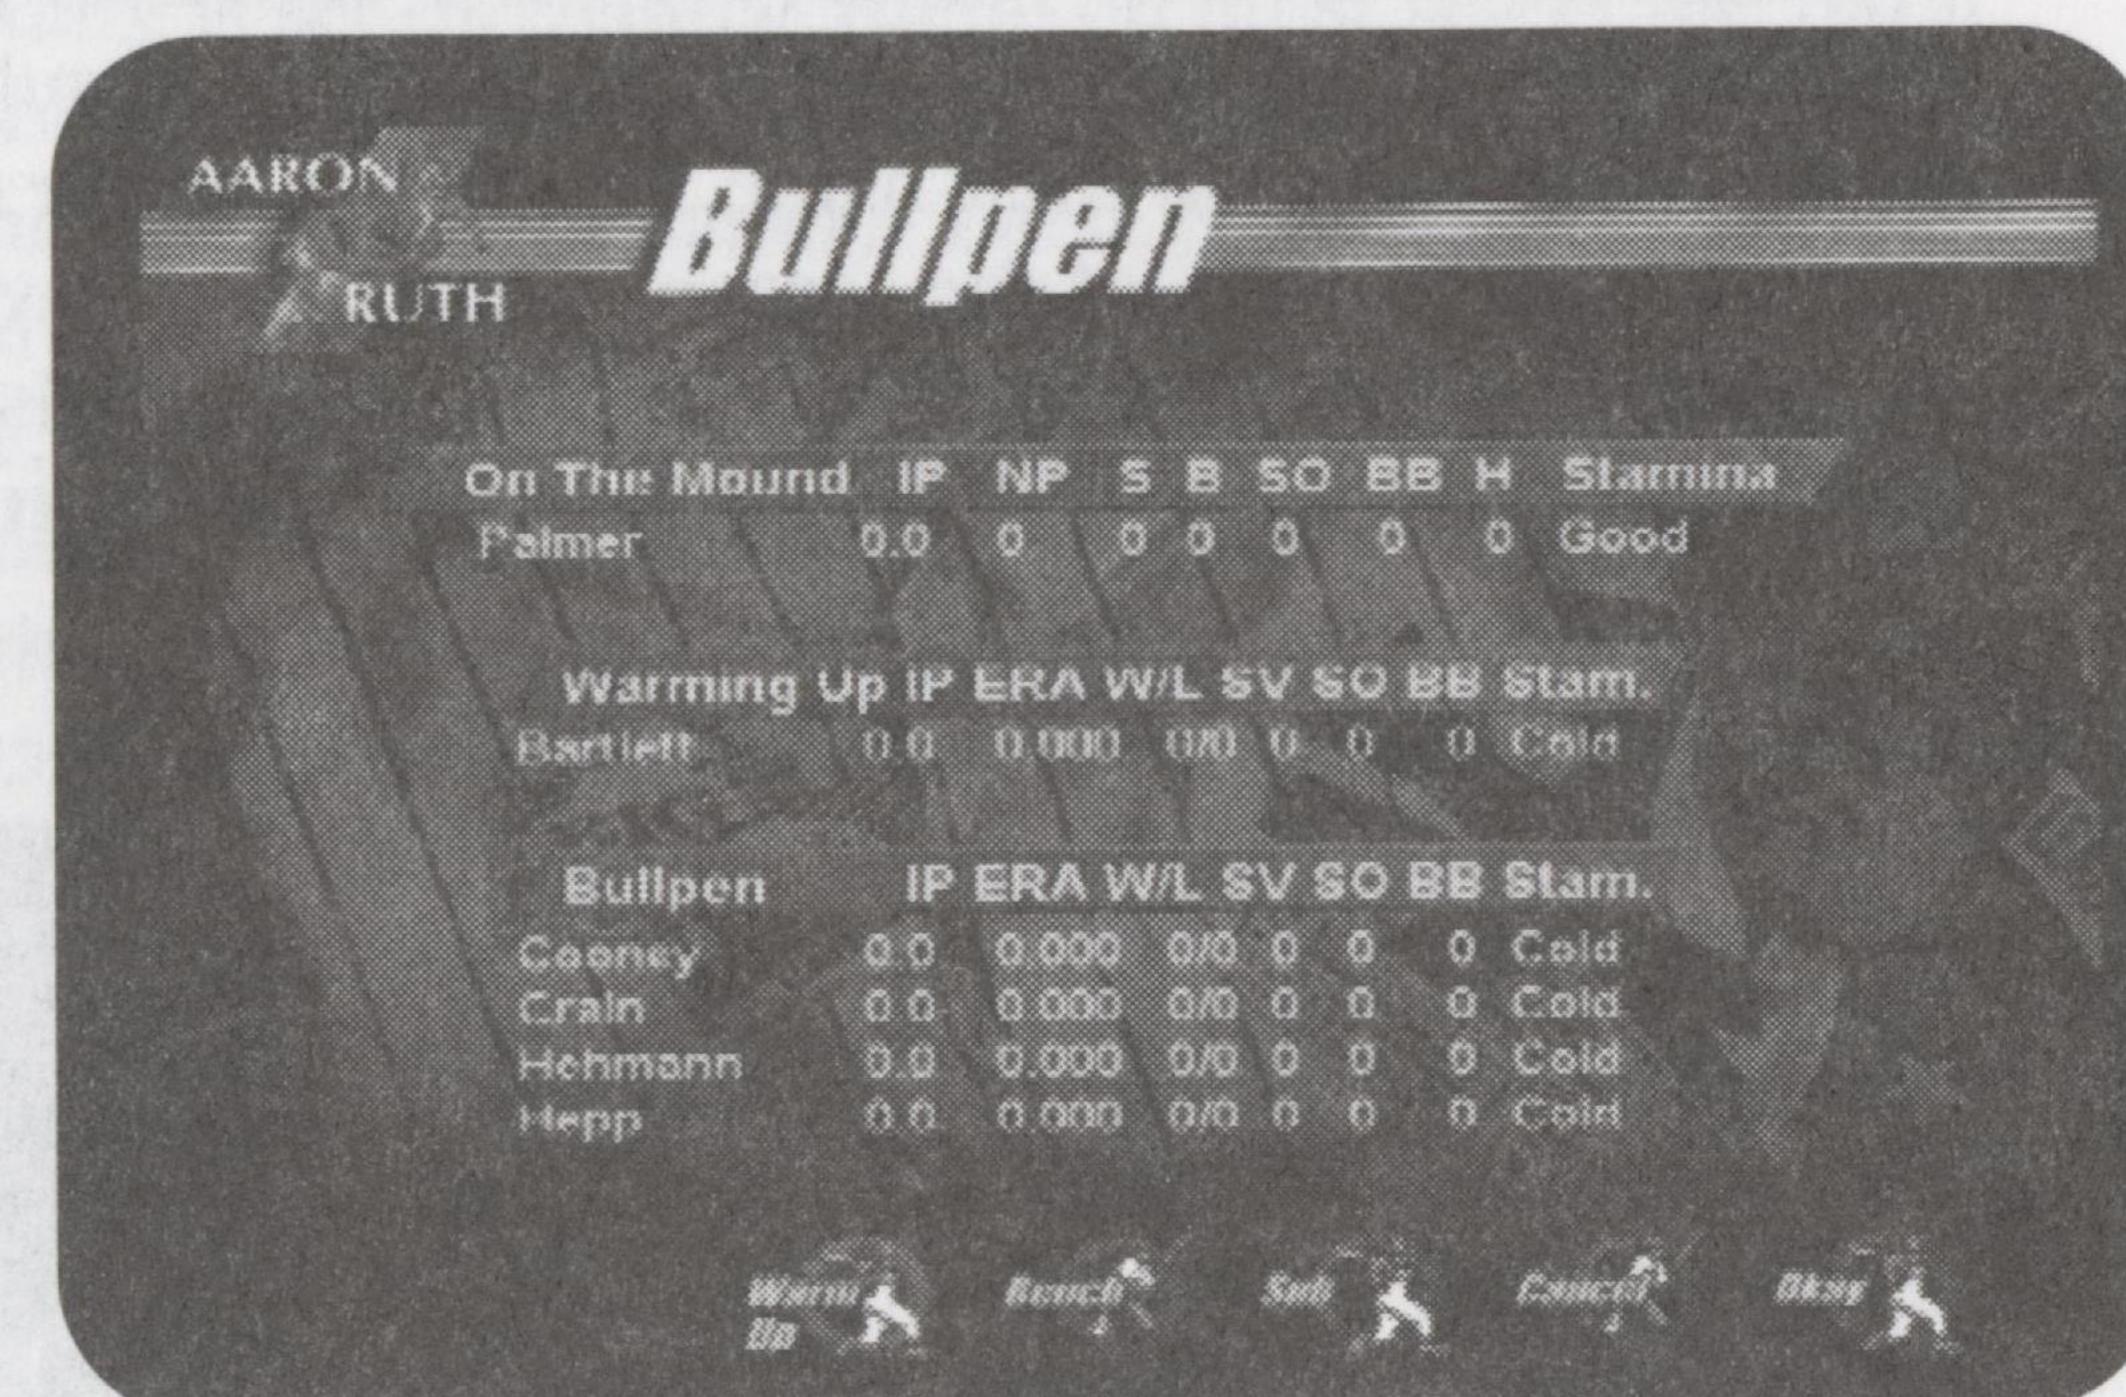 AARON
RUTH
Bullpen
On The Mound IP NP S B SO BB H Stamina
Palmer 0.0 0 0 0 0 0 0 Good
Warming Up IP ERA W/L SV SO BB Stam.
Bartlett 0.0 0.000 0/0 0 0 0 Cold
Bullpen IP ERA W/L SV SO BB Stam.
Cooney 0.0 0.000 0/0 0 0 0 Cold
Crain 0.0 0.000 0/0 0 0 0 Cold
Hehmann 0.0 0.000 0/0 0 0 0 Cold
Hepp 0.0 0.000 0/0 0 0 0 Cold
Warm Bench Sub Cancel Okay
Up